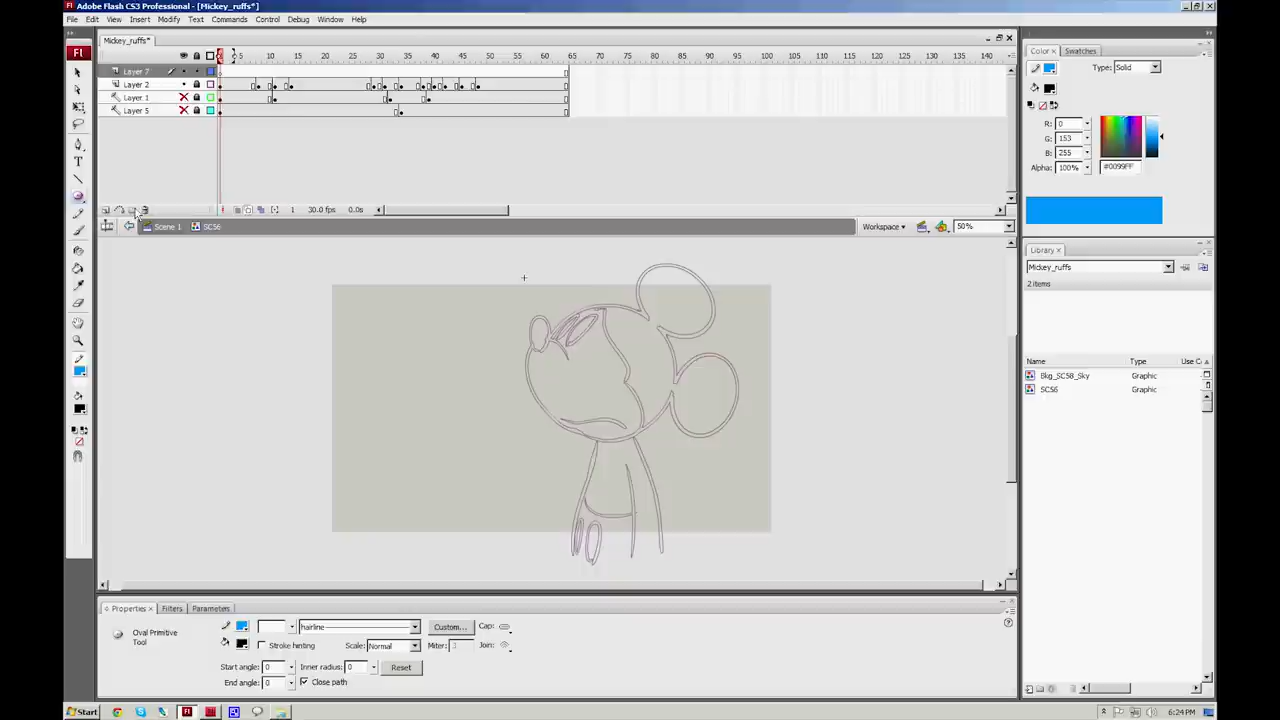 Adobe Flash CS3 Professional - [Mickey_ruffs*]
File Edit View Insert Modify Text Commands Control Debug Window Help
Mickey_ruffs*
5 10 15 20 25 30 35 40 45 50 55 60 65 70 75 80 85 90 95 100 105 110 115 120 125 130 135 140
Layer 7
Layer 2
Layer 1
Layer 5
1 30.0 fps 0.0s
Scene 1 SC56 Workspace 50%
Color Swatches
Type: Solid
R: 0
G: 153
B: 255
Alpha: 100% #0099FF
Library
Mickey_ruffs
2 items
Name Type Use C
Bkg_SC58_Sky Graphic
SC56 Graphic
Properties Filters Parameters
Oval Primitive Tool
hairline Custom... Cap:
Stroke hinting Scale: Normal Miter: 3 Join:
Start angle: 0 Inner radius: 0 Reset
End angle: 0 Close path
Start 6:24 PM